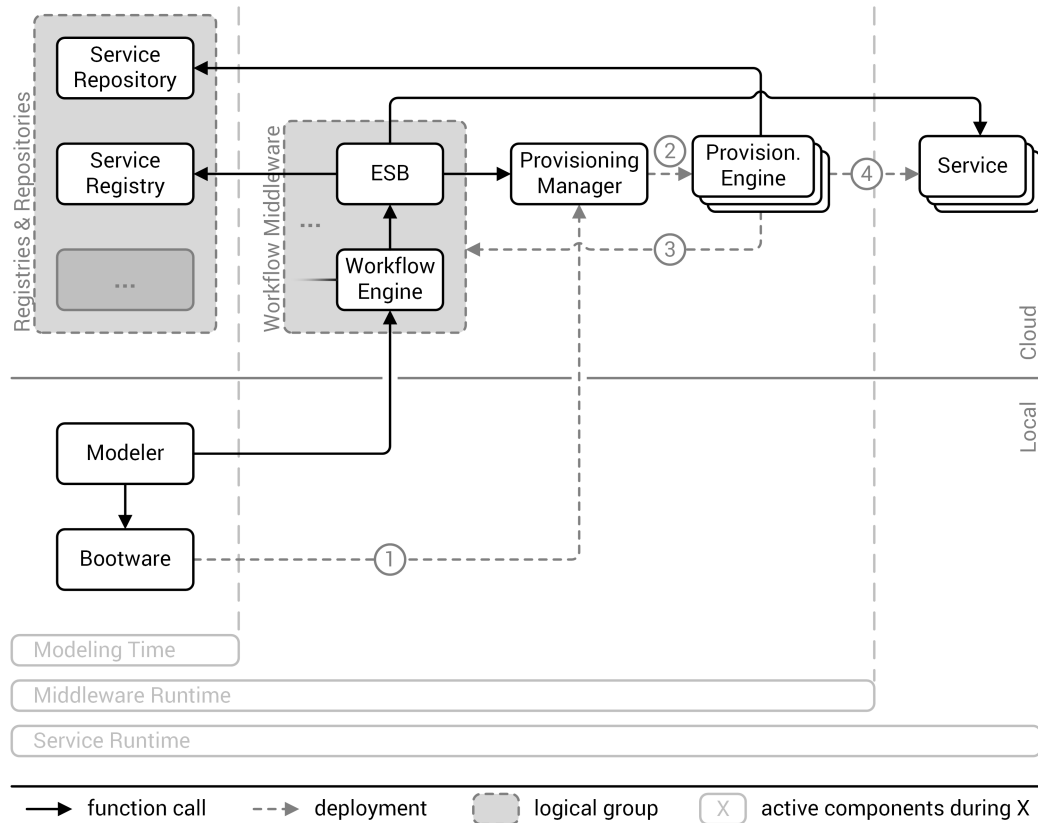 Registries & Repositories
Service
Repository
Service
Registry
...
Workflow Middleware
ESB
...
Workflow
Engine
Provisioning
Manager
2
Provision.
Engine
4
Service
3
Cloud
Local
Modeler
Bootware
1
Modeling Time
Middleware Runtime
Service Runtime
function call
deployment
logical group
X
active components during X